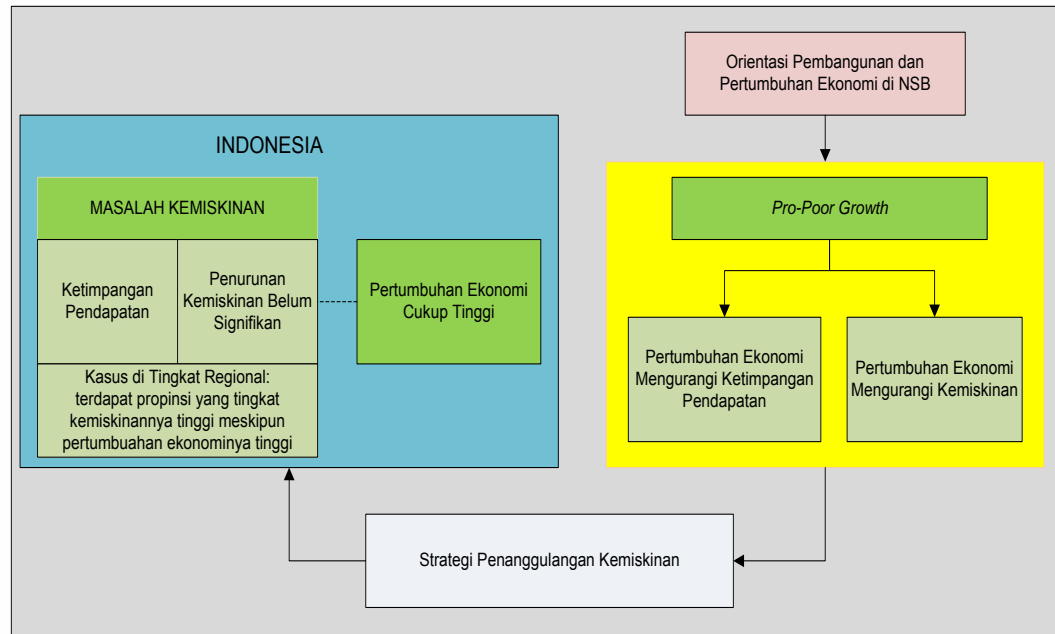 Orientasi Pembangunan dan
Pertumbuhan Ekonomi di NSB
INDONESIA
MASALAH KEMISKINAN
Ketimpangan
Pendapatan
Penurunan
Kemiskinan Belum
Signifikan
Pertumbuhan Ekonomi
Cukup Tinggi
Kasus di Tingkat Regional:
terdapat propinsi yang tingkat
kemiskinannya tinggi meskipun
pertumbuahan ekonominya tinggi
Pro-Poor Growth
Pertumbuhan Ekonomi
Mengurangi Ketimpangan
Pendapatan
Pertumbuhan Ekonomi
Mengurangi Kemiskinan
Strategi Penanggulangan Kemiskinan